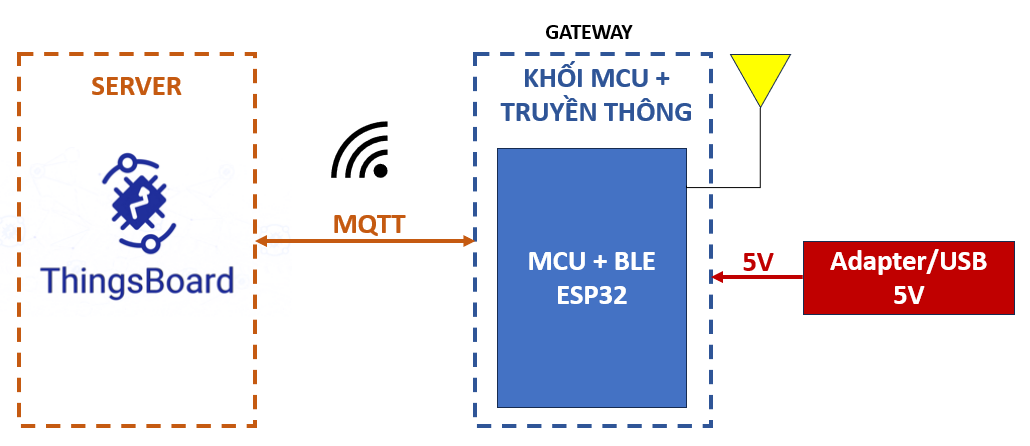 GATEWAY
SERVER
KHỐI MCU +
TRUYỀN THÔNG
MQTT
ThingsBoard
MCU + BLE
ESP32
5V
Adapter/USB
5V